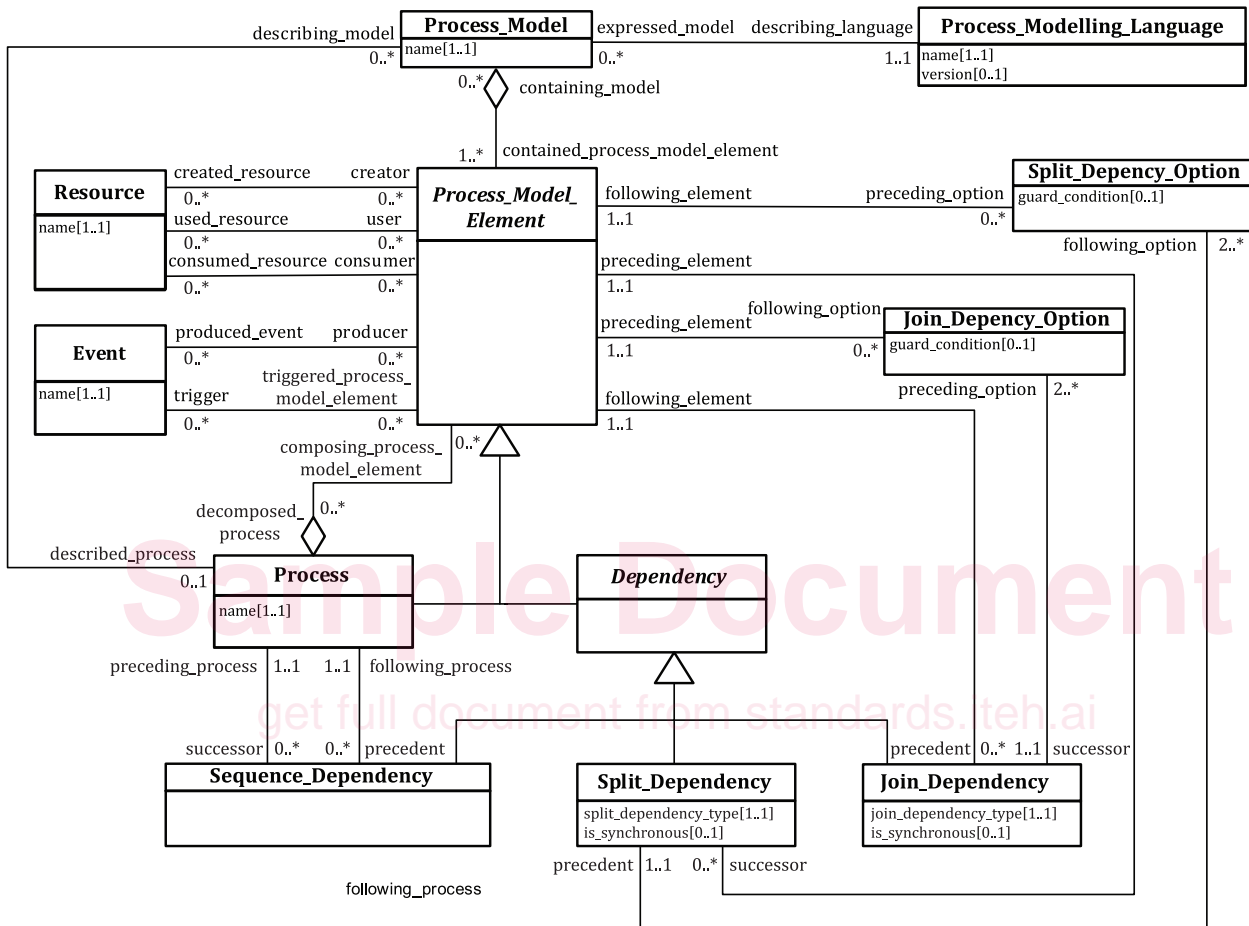 Process_Model
name[1..1]
describing_model
0..*
expressed_model
0..*
describing_language
1..1
Process_Modelling_Language
name[1..1]
version[0..1]
0..*
containing_model
1..*
contained_process_model_element
Resource
name[1..1]
created_resource
0..*
creator
0..*
used_resource
0..*
user
0..*
consumed_resource
0..*
consumer
0..*
Process_Model_
Element
following_element
1..1
preceding_option
0..*
Split_Depency_Option
guard_condition[0..1]
following_option
2..*
preceding_element
1..1
following_option
preceding_element
1..1
0..*
Join_Depency_Option
guard_condition[0..1]
preceding_option
2..*
Event
name[1..1]
produced_event
0..*
producer
0..*
trigger
0..*
triggered_process_
model_element
0..*
following_element
1..1
composing_process_
model_element
0..*
decomposed_
process
0..*
described_process
0..1
Process
name[1..1]
Dependency
Sample Document
preceding_process
1..1
1..1
following_process
get full document from standards.iteh.ai
successor
0..*
0..*
precedent
Sequence_Dependency
Split_Dependency
split_dependency_type[1..1]
is_synchronous[0..1]
precedent
0..*
1..1
successor
Join_Dependency
join_dependency_type[1..1]
is_synchronous[0..1]
precedent
1..1
0..*
successor
following_process